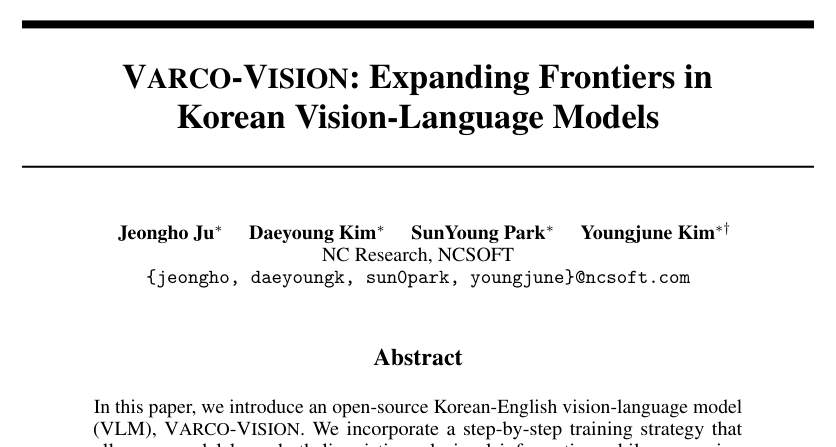 VARCO-VISION: Expanding Frontiers in
Korean Vision-Language Models
Jeongho Ju* Daeyoung Kim* SunYoung Park* Youngjune Kim*†
NC Research, NCSOFT
{jeongho, daeyoungk, sun0park, youngjune}@ncsoft.com
Abstract
In this paper, we introduce an open-source Korean-English vision-language model
(VLM), VARCO-VISION. We incorporate a step-by-step training strategy that